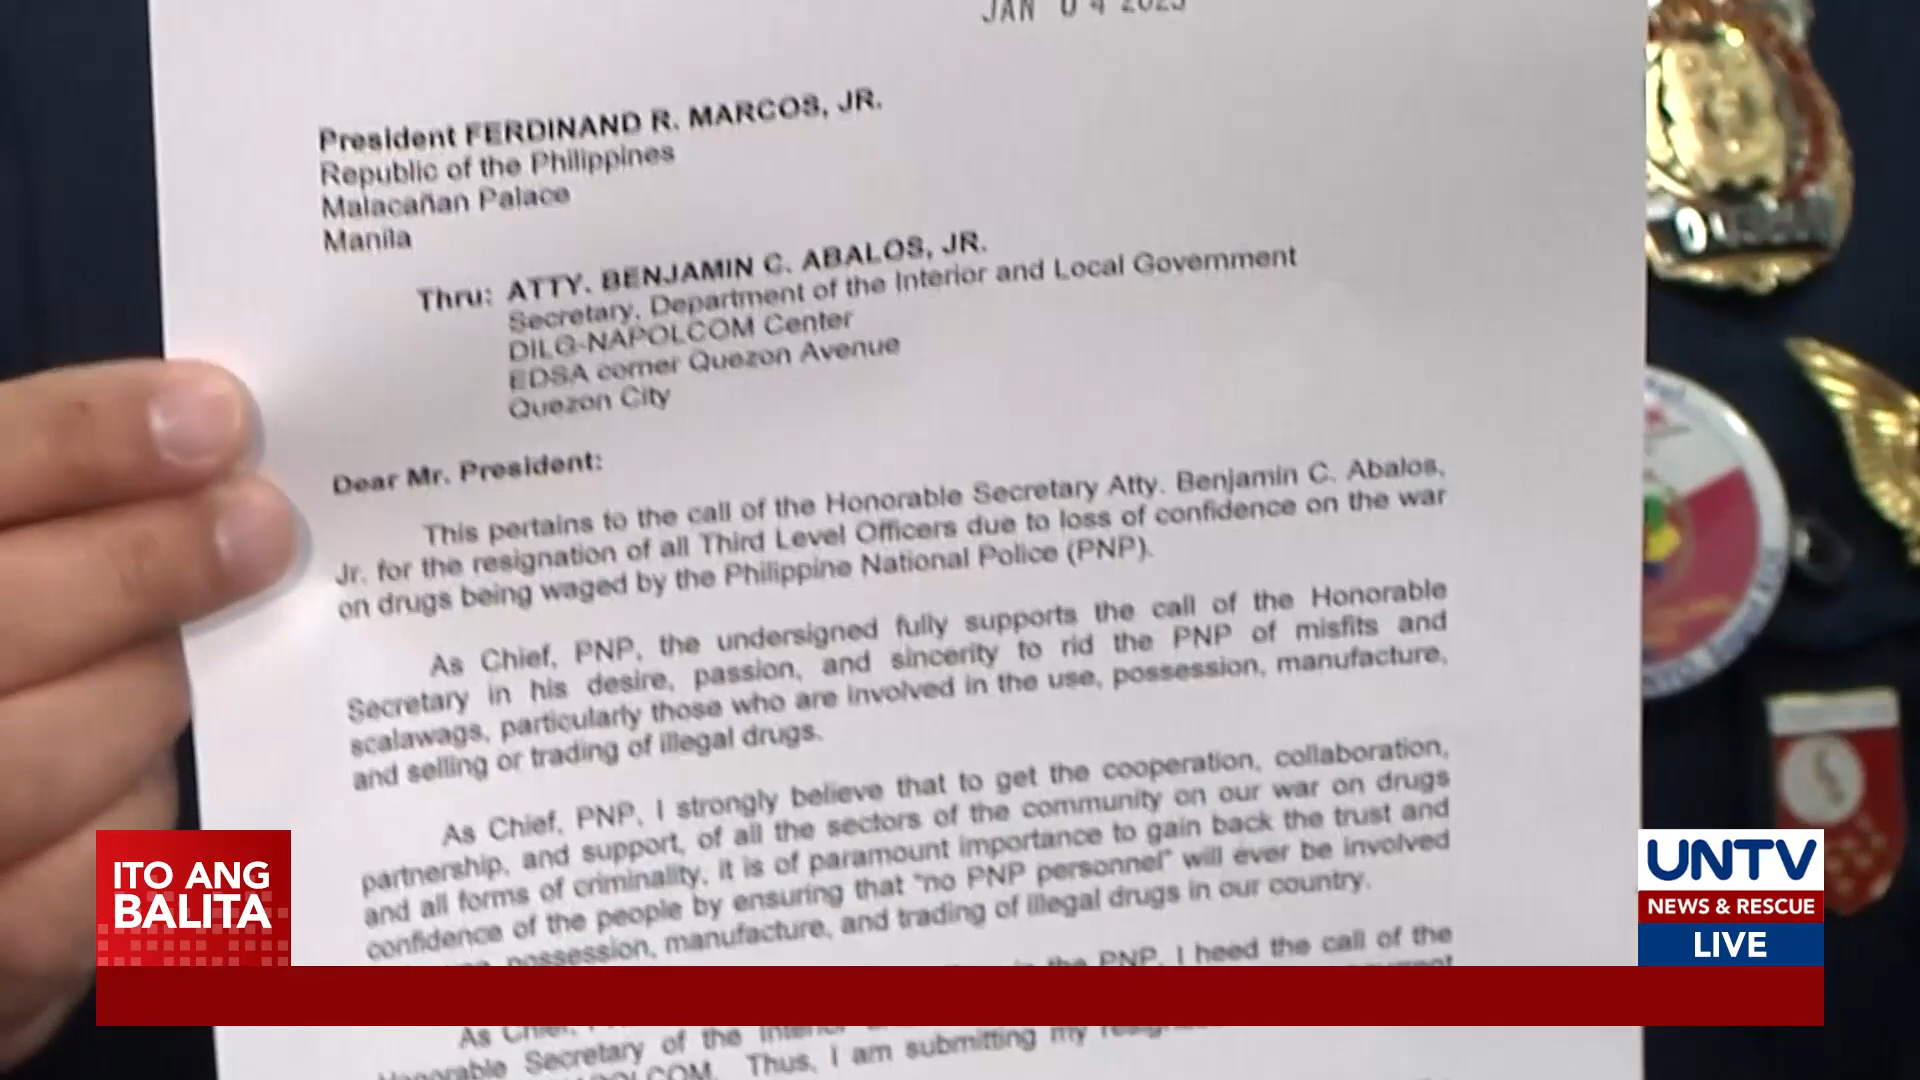 JAN 04 2023
President FERDINAND R. MARCOS, JR.
Republic of the Philippines
Malacañan Palace
Manila
Thru: ATTY. BENJAMIN C. ABALOS, JR.
Secretary, Department of the Interior and Local Government
DILG-NAPOLCOM Center
EDSA corner Quezon Avenue
Quezon City
Dear Mr. President:
This pertains to the call of the Honorable Secretary Atty. Benjamin C. Abalos,
Jr. for the resignation of all Third Level Officers due to loss of confidence on the war
on drugs being waged by the Philippine National Police (PNP).
As Chief, PNP, the undersigned fully supports the call of the Honorable
Secretary in his desire, passion, and sincerity to rid the PNP of misfits and
scalawags, particularly those who are involved in the use, possession, manufacture,
and selling or trading of illegal drugs.
As Chief, PNP, I strongly believe that to get the cooperation, collaboration,
partnership, and support, of all the sectors of the community on our war on drugs
and all forms of criminality, it is of paramount importance to gain back the trust and
confidence of the people by ensuring that "no PNP personnel" will ever be involved
possession, manufacture, and trading of illegal drugs in our country.
the PNP, I heed the call of the
As Chief,
Honorable Secretary of the Interior
Thus, I am submitting my
ITO ANG
BALITA
UNTV
NEWS & RESCUE
LIVE